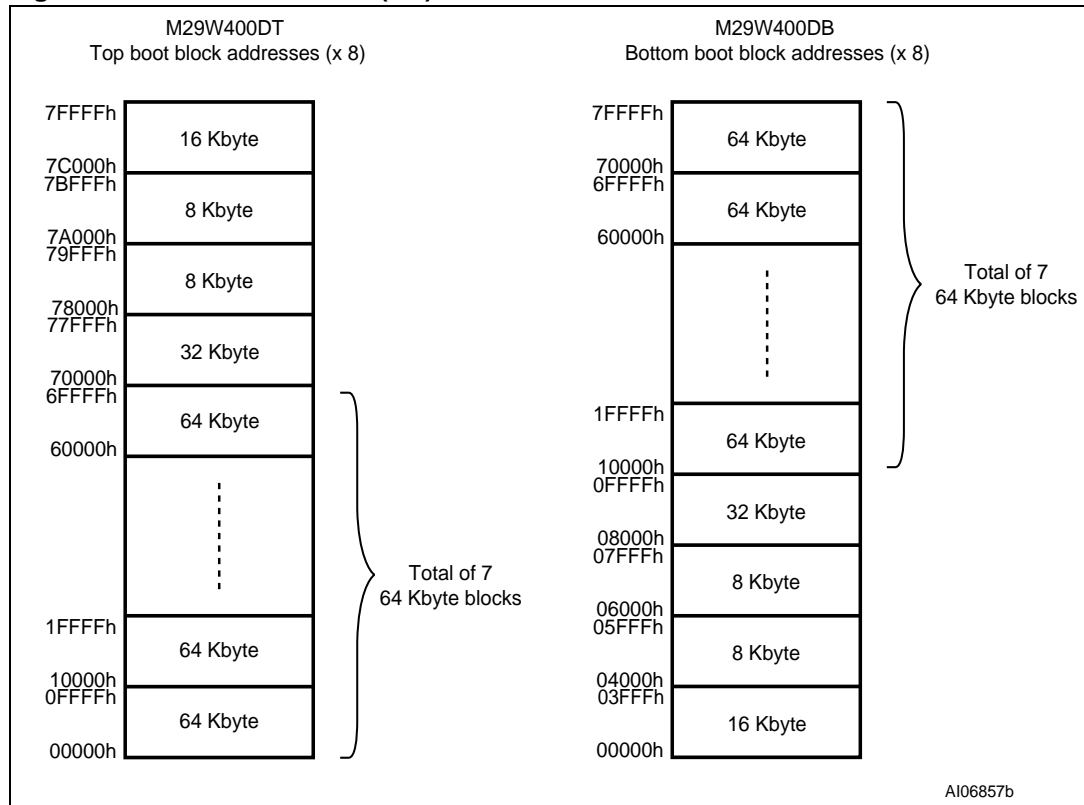 M29W400DT
Top boot block addresses (x 8)
7FFFFh
16 Kbyte
7C000h
7BFFFh
8 Kbyte
7A000h
79FFFh
8 Kbyte
78000h
77FFFh
32 Kbyte
70000h
6FFFFh
64 Kbyte
60000h
Total of 7
64 Kbyte blocks
1FFFFh
64 Kbyte
10000h
0FFFFh
64 Kbyte
00000h
M29W400DB
Bottom boot block addresses (x 8)
7FFFFh
64 Kbyte
70000h
6FFFFh
64 Kbyte
60000h
Total of 7
64 Kbyte blocks
1FFFFh
64 Kbyte
10000h
0FFFFh
32 Kbyte
08000h
07FFFh
8 Kbyte
06000h
05FFFh
8 Kbyte
04000h
03FFFh
16 Kbyte
00000h
AI06857b